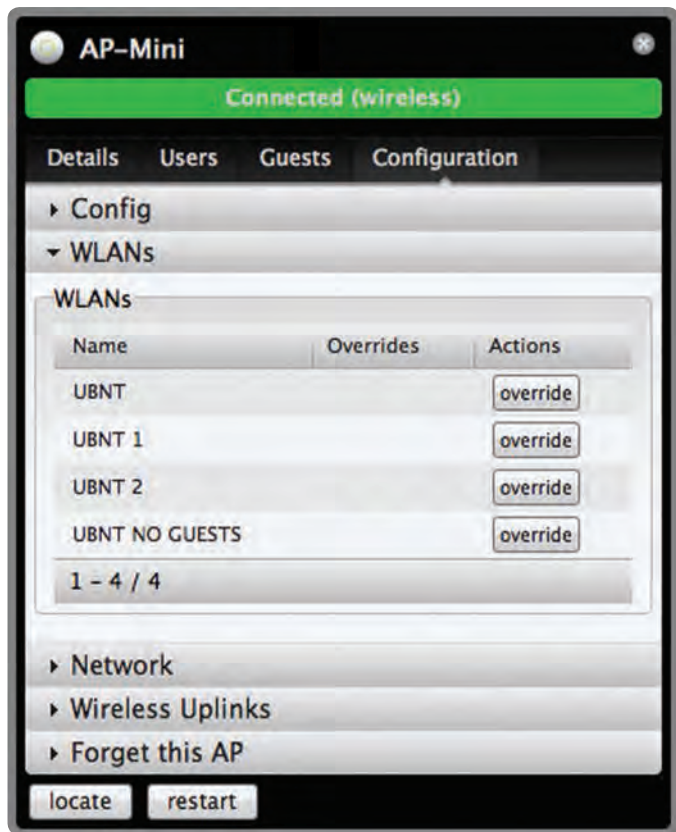 AP-Mini
Connected (wireless)
Details Users Guests Configuration
Config
WLANs
WLANs
Name Overrides Actions
UBNT override
UBNT 1 override
UBNT 2 override
UBNT NO GUESTS override
1 - 4 / 4
Network
Wireless Uplinks
Forget this AP
locate restart